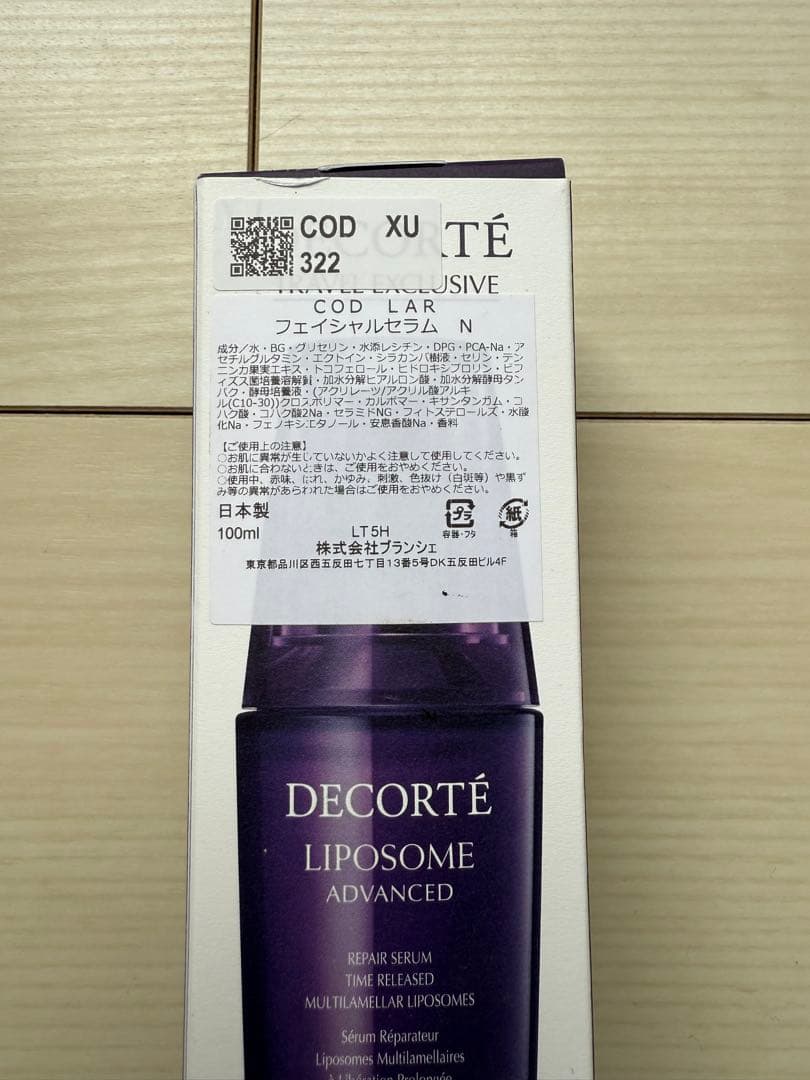 COD XU
322
DECORTÉ
TRAVEL EXCLUSIVE
COD LAR
フェイシャルセラム N
成分/水・BG・グリセリン・水添レシチン・DPG・PCA-Na・ア
セチルグルタミン・エクトイン・シラカンバ樹液・セリン・テン
ニンカ果実エキス・トコフェロール・ヒドロキシプロリン・ビフ
ィズス菌培養溶解質・加水分解ヒアルロン酸・加水分解酵母タン
パク・酵母培養液・(アクリレーツ/アクリル酸アルキ
ル(C10-30))クロスポリマー・カルボマー・キサンタンガム・コ
ハク酸・コハク酸2Na・セラミドNG・フィトステロールズ・水酸
化Na・フェノキシエタノール・安息香酸Na・香料
【ご使用上の注意】
○お肌に異常が生じていないかよく注意して使用してください。
○お肌に合わないときは、ご使用をおやめください。
○使用中、赤味、はれ、かゆみ、刺激、色抜け(白斑等)や黒ず
み等の異常があらわれた場合はご使用をおやめください。
日本製
100ml
LT5H
プラ
容器・フタ
紙
箱
株式会社ブランシェ
東京都品川区西五反田七丁目13番5号DK五反田ビル4F
DECORTÉ
LIPOSOME
ADVANCED
REPAIR SERUM
TIME RELEASED
MULTILAMELLAR LIPOSOMES
Sérum Réparateur
Liposomes Multilamellaires
à Libération Prolongée